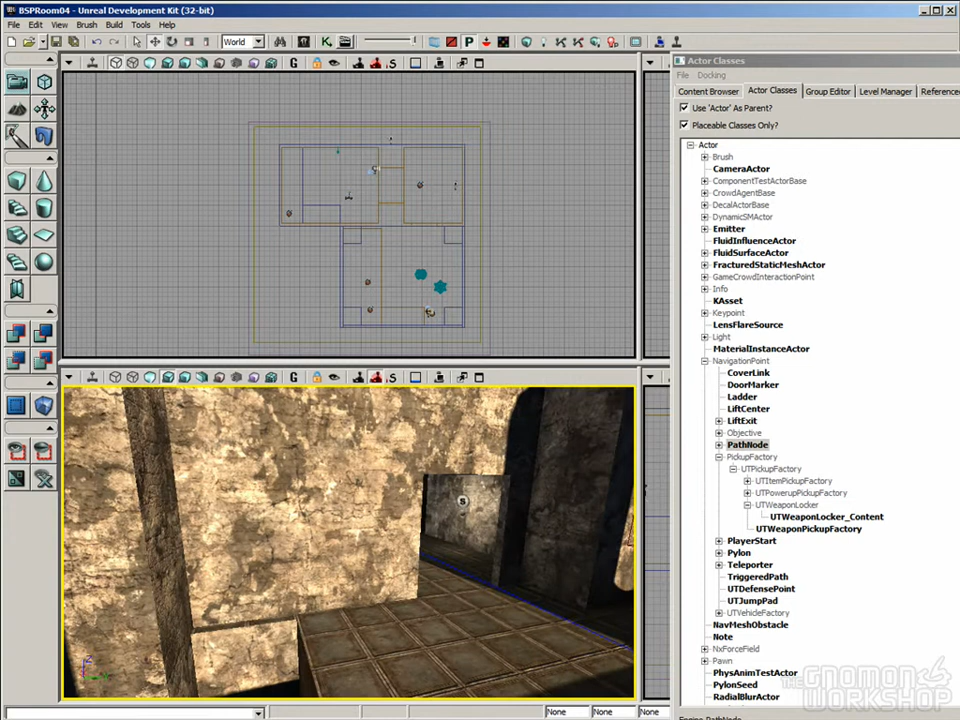 BSPRoom04 - Unreal Development Kit (32-bit)
File Edit View Brush Build Tools Help
World
Actor Classes
File Docking
Content Browser Actor Classes Group Editor Level Manager Reference
Use 'Actor' As Parent?
Placeable Classes Only?
Actor
Brush
CameraActor
ComponentTestActorBase
CrowdAgentBase
DecalActorBase
DynamicSMActor
Emitter
FluidInfluenceActor
FluidSurfaceActor
FracturedStaticMeshActor
GameCrowdInteractionPoint
Info
KAsset
Keypoint
LensFlareSource
Light
MaterialInstanceActor
NavigationPoint
CoverLink
DoorMarker
Ladder
LiftCenter
LiftExit
Objective
PathNode
PickupFactory
UTPickupFactory
UTItemPickupFactory
UTPowerupPickupFactory
UTWeaponLocker
UTWeaponLocker_Content
UTWeaponPickupFactory
PlayerStart
Pylon
Teleporter
TriggeredPath
UTDefensePoint
UTJumpPad
UTVehicleFactory
NavMeshObstacle
Note
NxForceField
Pawn
PhysAnimTestActor
PylonSeed
RadialBlurActor
Engine.PathNode
None None None
THE GNOMON WORKSHOP